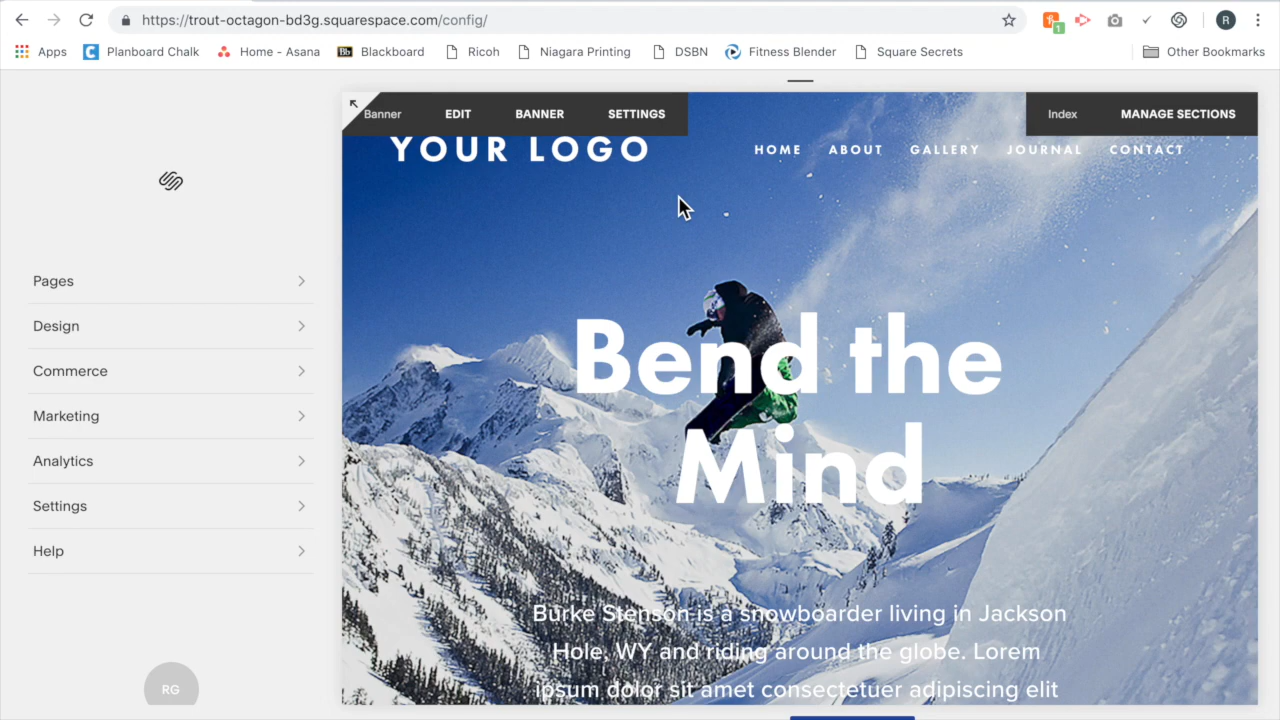 https://trout-octagon-bd3g.squarespace.com/config/
1
R
Apps
Planboard Chalk
Home - Asana
Bb Blackboard
Ricoh
Niagara Printing
DSBN
Fitness Blender
Square Secrets
Other Bookmarks
Banner EDIT BANNER SETTINGS
Index MANAGE SECTIONS
YOUR LOGO
HOME ABOUT GALLERY JOURNAL CONTACT
Pages
Design
Commerce
Marketing
Analytics
Settings
Help
RG
Bend the
Mind
Burke Stenson is a snowboarder living in Jackson
Hole, WY and riding around the globe. Lorem
ipsum dolor sit amet consectetuer adipiscing elit